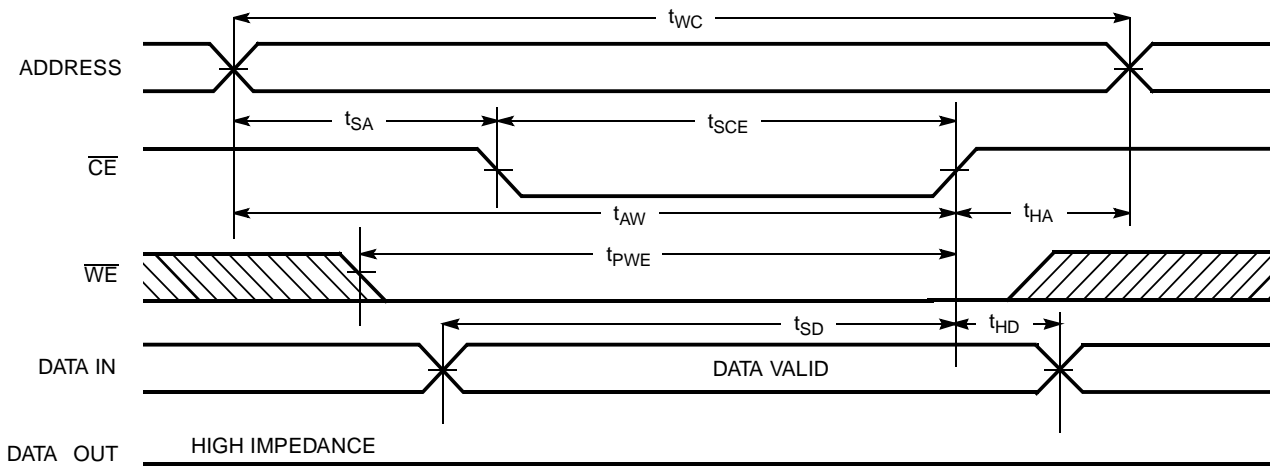 tWC
ADDRESS
tSA
tSCE
CE
tAW
tHA
tPWE
WE
tSD
tHD
DATA IN
DATA VALID
DATA OUT
HIGH IMPEDANCE